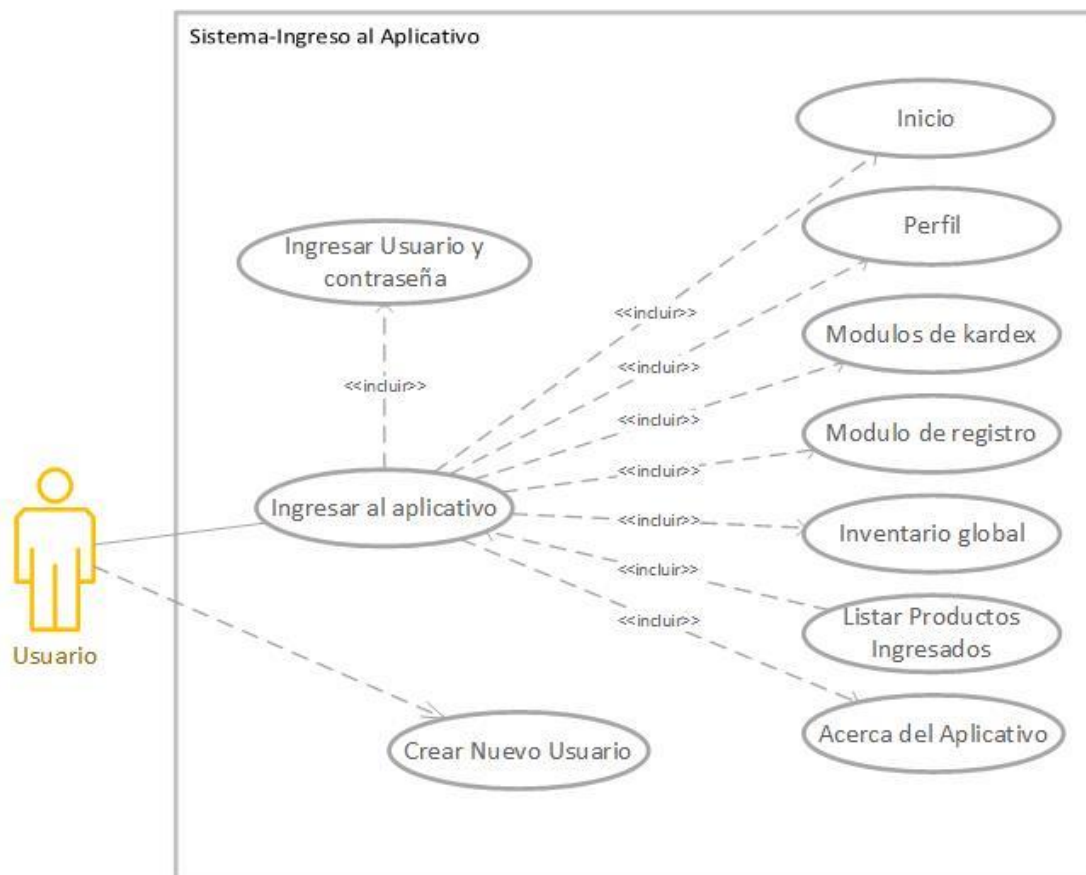 Sistema-Ingreso al Aplicativo
Inicio
Perfil
Ingresar Usuario y
contraseña
<<incluir>>
Modulos de kardex
<<incluir>>
<<incluir>>
<<incluir>>
Modulo de registro
<<incluir>>
Ingresar al aplicativo
<<incluir>>
Inventario global
<<incluir>>
Listar Productos
Ingresados
<<incluir>>
Usuario
Acerca del Aplicativo
Crear Nuevo Usuario